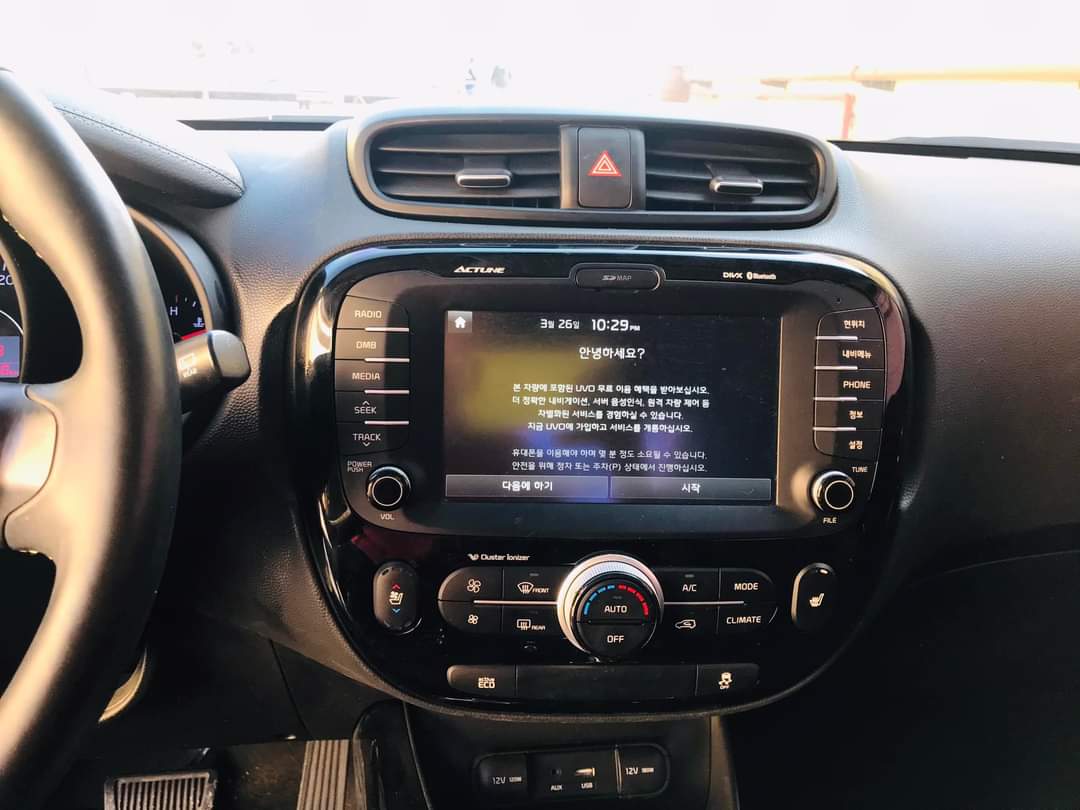 ACTUNE
SD MAP
DIVX Bluetooth
RADIO
DMB
MEDIA
SEEK
TRACK
POWER
PUSH
VOL
3월 26일 10:29 PM
안녕하세요?
본 차량에 포함된 UVO 무료 이용 혜택을 받아보십시오.
더 정확한 내비게이션, 서버 음성인식, 원격 차량 제어 등
차별화된 서비스를 경험하실 수 있습니다.
지금 UVO에 가입하고 서비스를 개통하십시오.
휴대폰을 이용해야 하며 몇 분 정도 소요될 수 있습니다.
안전을 위해 정차 또는 주차(P) 상태에서 진행하십시오.
다음에 하기
시작
현위치
내비메뉴
PHONE
정보
설정
TUNE
FILE
H
20
REAR
Cluster Ionizer
FRONT
REAR
AUTO
OFF
A/C
MODE
CLIMATE
ACTIVE
ECO
OFF
12V 120W
AUX
USB
12V 180W